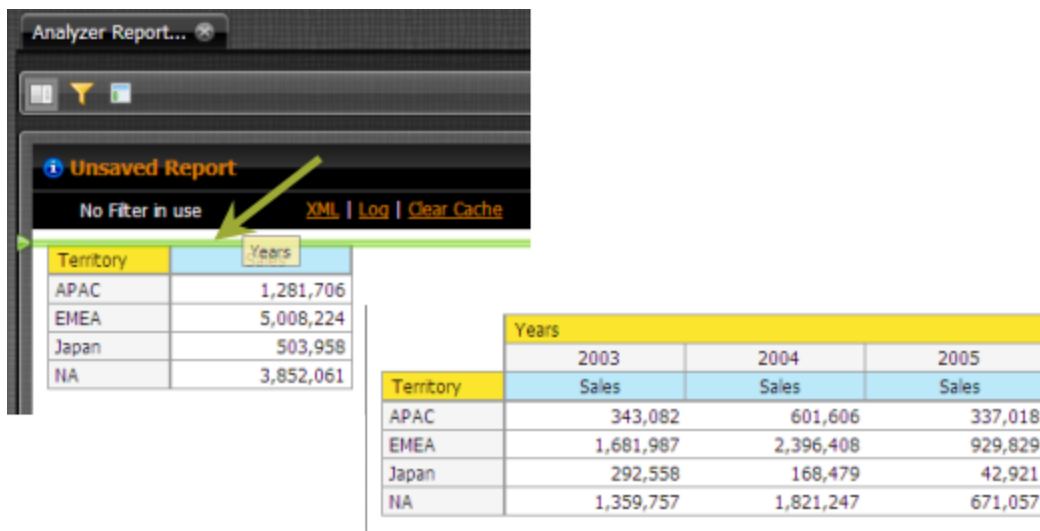 Analyzer Report...
Unsaved Report
No Filter in use XML | Log | Clear Cache
Years
Territory Sales
APAC 1,281,706
EMEA 5,008,224
Japan 503,958
NA 3,852,061
Years
2003 2004 2005
Territory Sales Sales Sales
APAC 343,082 601,606 337,018
EMEA 1,681,987 2,396,408 929,829
Japan 292,558 168,479 42,921
NA 1,359,757 1,821,247 671,057